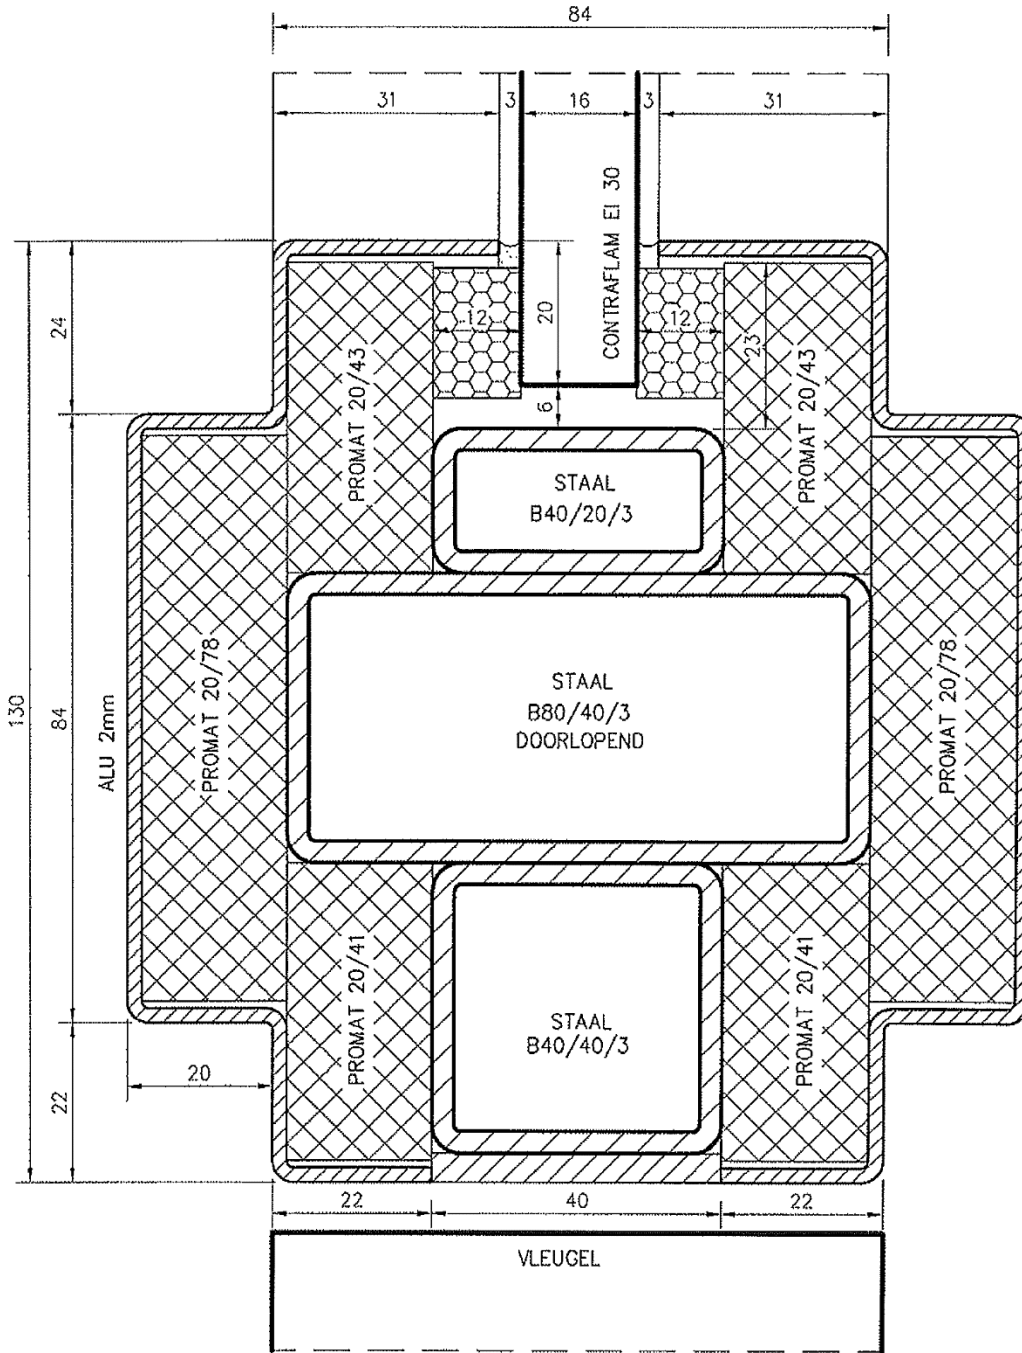 84
31
3
16
3
31
CONTRAFLAM EI 30
24
12
20
12
23
6
PROMAT 20/43
PROMAT 20/43
STAAL
B40/20/3
130
84
ALU 2mm
PROMAT 20/78
STAAL
B80/40/3
DOORLOPEND
PROMAT 20/78
PROMAT 20/41
STAAL
B40/40/3
PROMAT 20/41
20
22
22
40
22
VLEUGEL